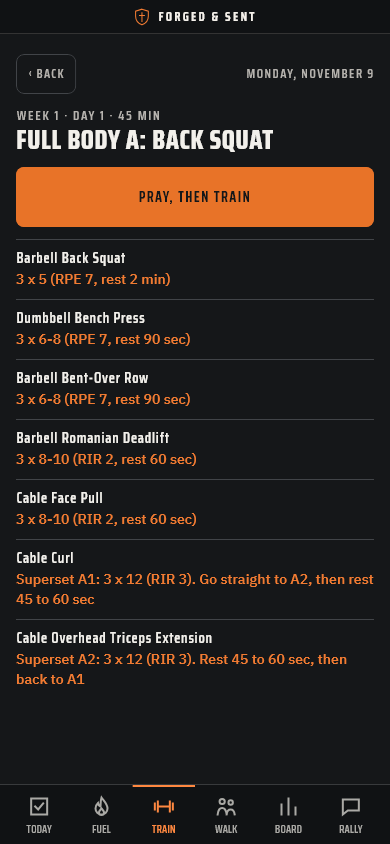 FORGED & SENT
‹ BACK
MONDAY, NOVEMBER 9
WEEK 1 · DAY 1 · 45 MIN
FULL BODY A: BACK SQUAT
PRAY, THEN TRAIN
Barbell Back Squat
3 x 5 (RPE 7, rest 2 min)
Dumbbell Bench Press
3 x 6-8 (RPE 7, rest 90 sec)
Barbell Bent-Over Row
3 x 6-8 (RPE 7, rest 90 sec)
Barbell Romanian Deadlift
3 x 8-10 (RIR 2, rest 60 sec)
Cable Face Pull
3 x 8-10 (RIR 2, rest 60 sec)
Cable Curl
Superset A1: 3 x 12 (RIR 3). Go straight to A2, then rest
45 to 60 sec
Cable Overhead Triceps Extension
Superset A2: 3 x 12 (RIR 3). Rest 45 to 60 sec, then
back to A1
TODAY
FUEL
TRAIN
WALK
BOARD
RALLY